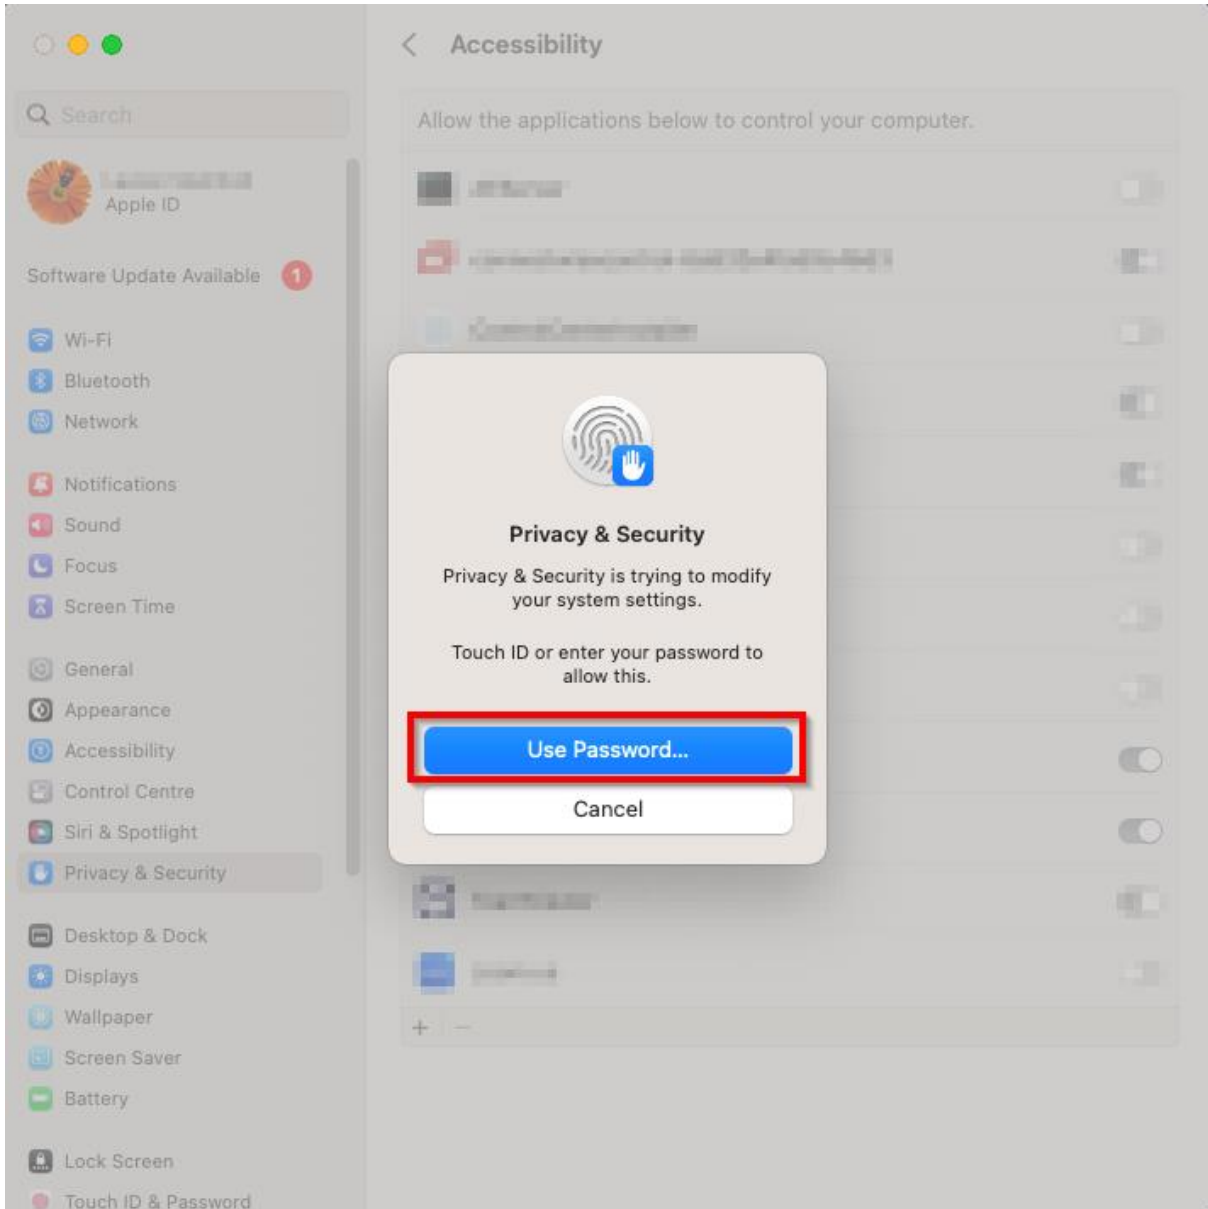 Accessibility
Search
Allow the applications below to control your computer.
Apple ID
Software Update Available 1
Wi-Fi
Bluetooth
Network
Notifications
Sound
Focus
Screen Time
General
Appearance
Accessibility
Control Centre
Siri & Spotlight
Privacy & Security
Desktop & Dock
Displays
Wallpaper
Screen Saver
Battery
Lock Screen
Touch ID & Password
Privacy & Security
Privacy & Security is trying to modify
your system settings.
Touch ID or enter your password to
allow this.
Use Password...
Cancel
+ −